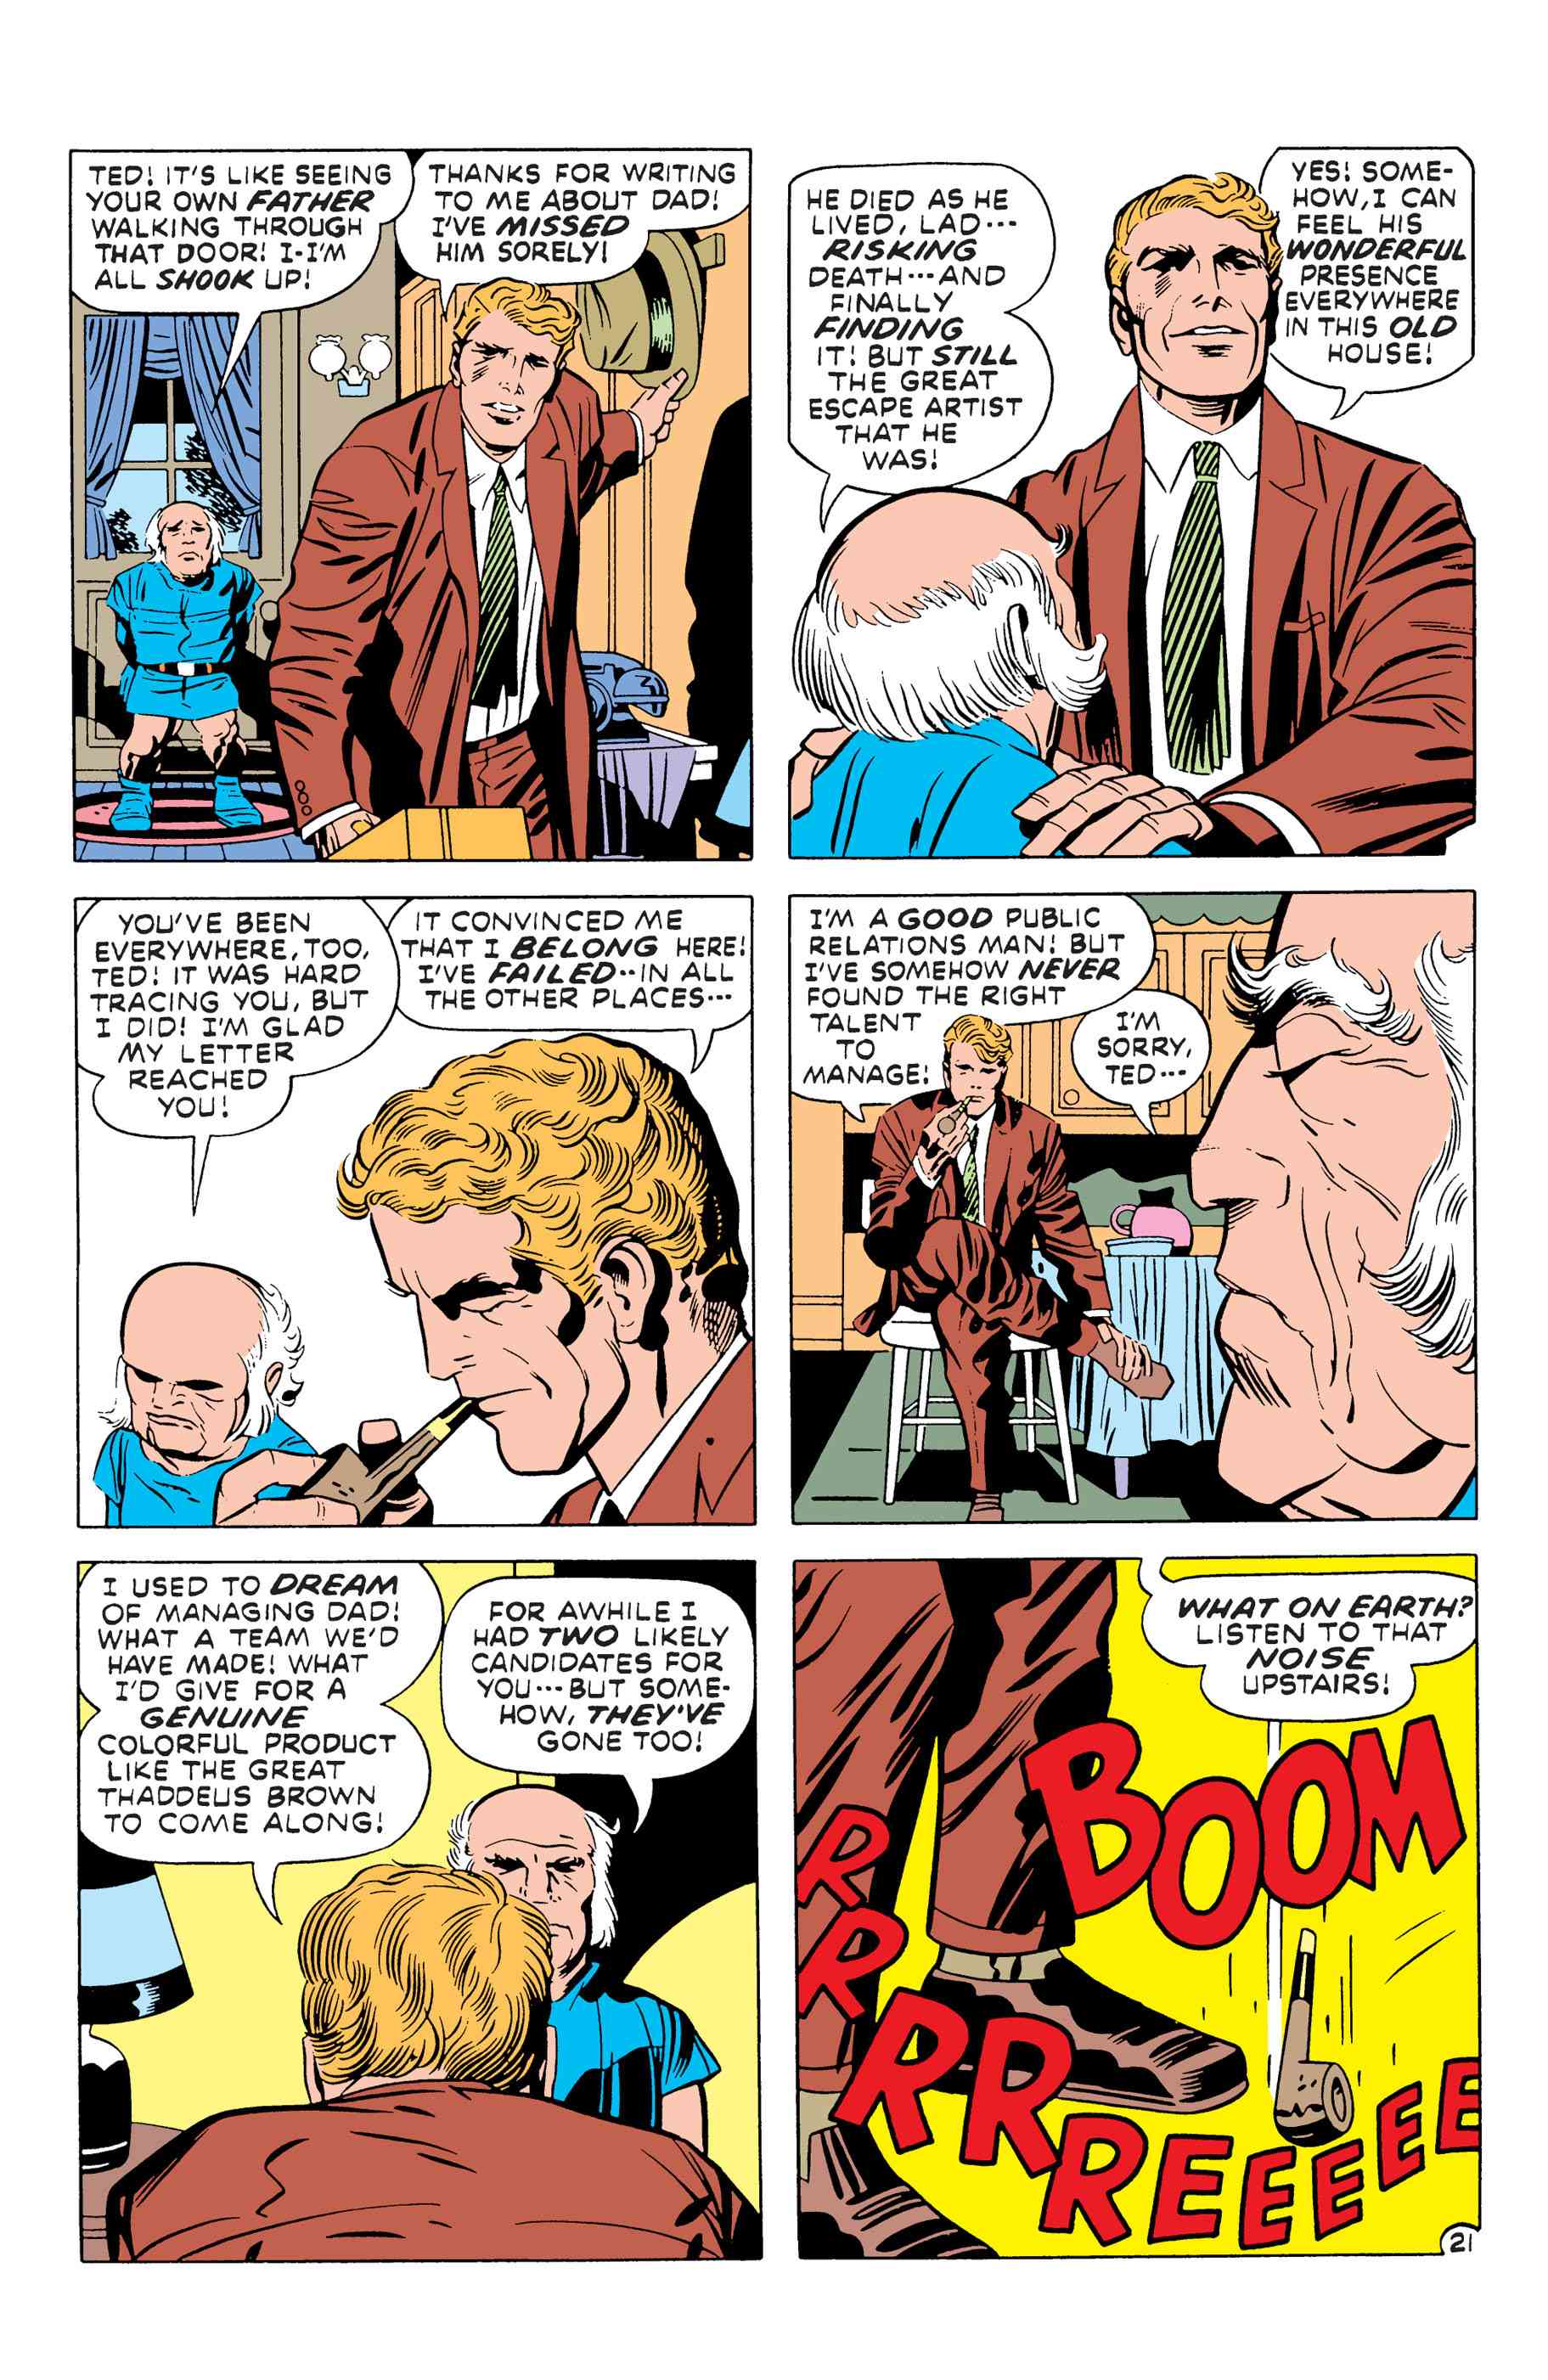 TED! IT'S LIKE SEEING
YOUR OWN FATHER
WALKING THROUGH
THAT DOOR! I-I'M
ALL SHOOK UP!
THANKS FOR WRITING
TO ME ABOUT DAD!
I'VE MISSED
HIM SORELY!
HE DIED AS HE
LIVED, LAD...
RISKING
DEATH...AND
FINALLY
FINDING
IT! BUT STILL
THE GREAT
ESCAPE ARTIST
THAT HE
WAS!
YES! SOME-
HOW, I CAN
FEEL HIS
WONDERFUL
PRESENCE
EVERYWHERE
IN THIS OLD
HOUSE!
YOU'VE BEEN
EVERYWHERE, TOO,
TED! IT WAS HARD
TRACING YOU, BUT
I DID! I'M GLAD
MY LETTER
REACHED
YOU!
IT CONVINCED ME
THAT I BELONG HERE!
I'VE FAILED..IN ALL
THE OTHER PLACES...
I'M A GOOD PUBLIC
RELATIONS MAN! BUT
I'VE SOMEHOW NEVER
FOUND THE RIGHT
TALENT
TO
MANAGE!
I'M
SORRY,
TED...
I USED TO DREAM
OF MANAGING DAD!
WHAT A TEAM WE'D
HAVE MADE! WHAT
I'D GIVE FOR A
GENUINE
COLORFUL PRODUCT
LIKE THE GREAT
THADDEUS BROWN
TO COME ALONG!
FOR AWHILE I
HAD TWO LIKELY
CANDIDATES FOR
YOU...BUT SOME-
HOW, THEY'VE
GONE TOO!
WHAT ON EARTH?
LISTEN TO THAT
NOISE
UPSTAIRS!
BOOM
RRRRREEEEEE
21